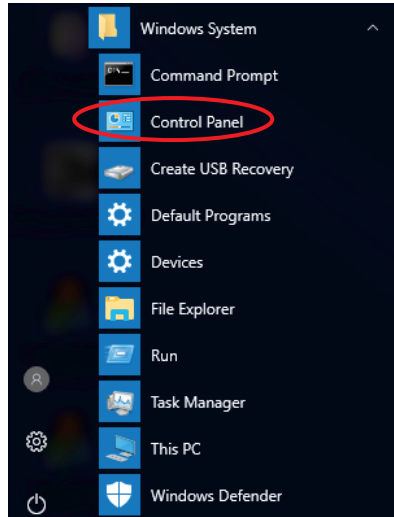 Windows System
Command Prompt
Control Panel
Create USB Recovery
Default Programs
Devices
File Explorer
Run
Task Manager
This PC
Windows Defender